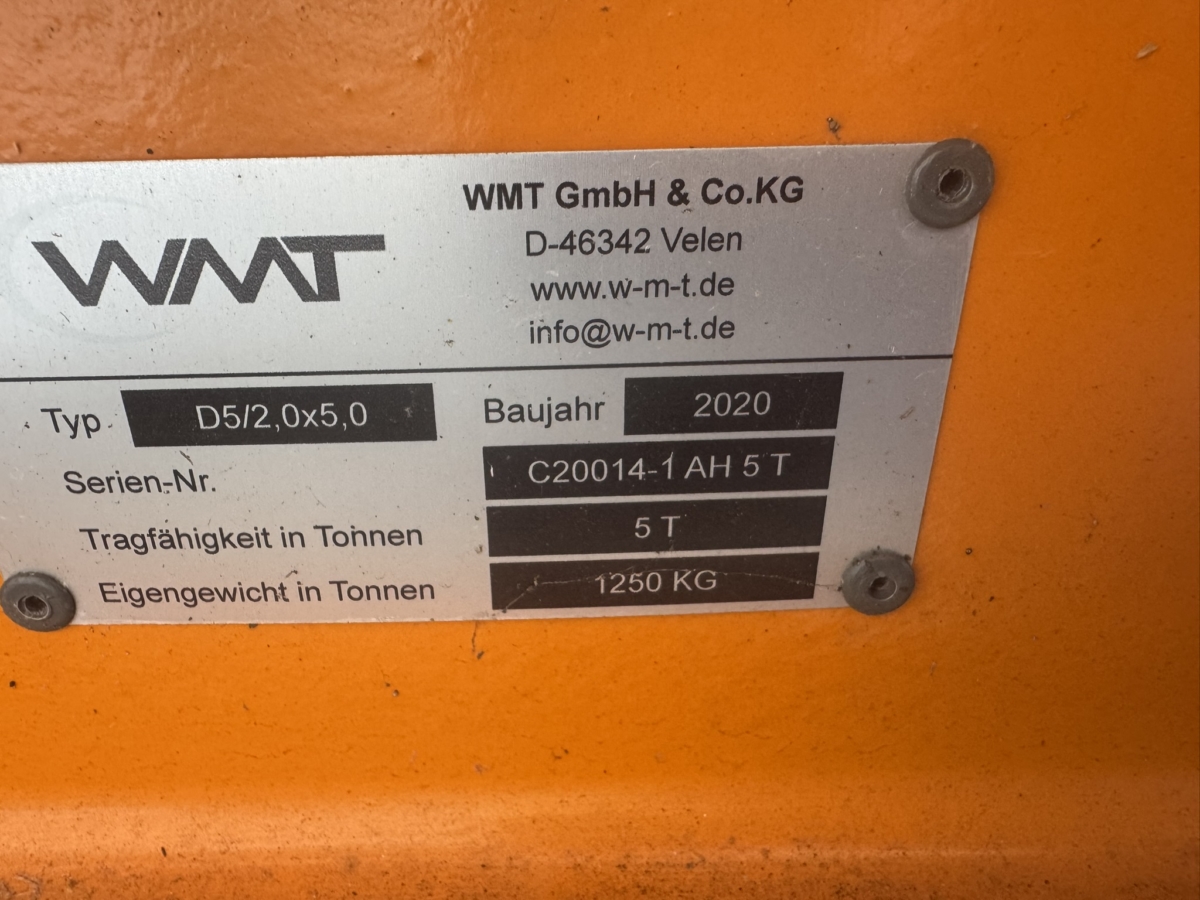 WMT
WMT GmbH & Co.KG
D-46342 Velen
www.w-m-t.de
info@w-m-t.de
Typ D5/2,0x5,0 Baujahr 2020
Serien-Nr. C20014-1 AH 5 T
Tragfähigkeit in Tonnen 5 T
Eigengewicht in Tonnen 1250 KG